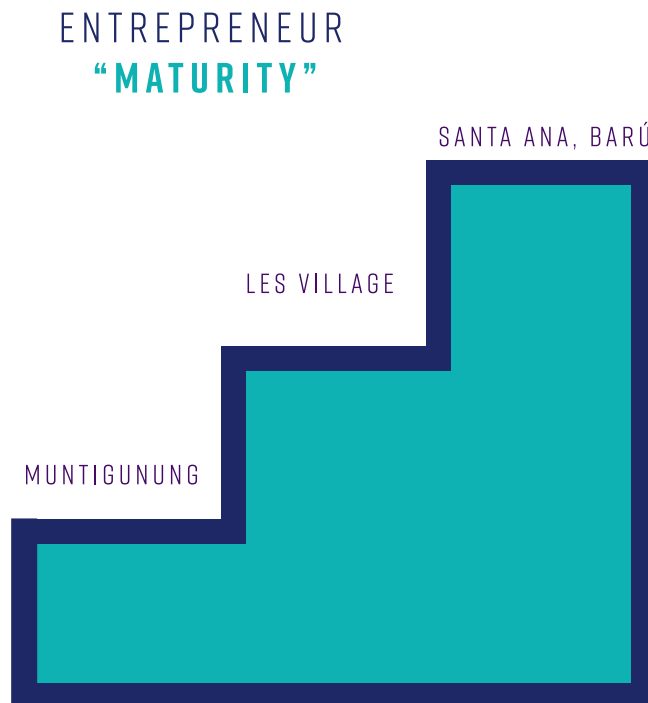 ENTREPRENEUR
“MATURITY”
SANTA ANA, BARÚ
LES VILLAGE
MUNTIGUNUNG